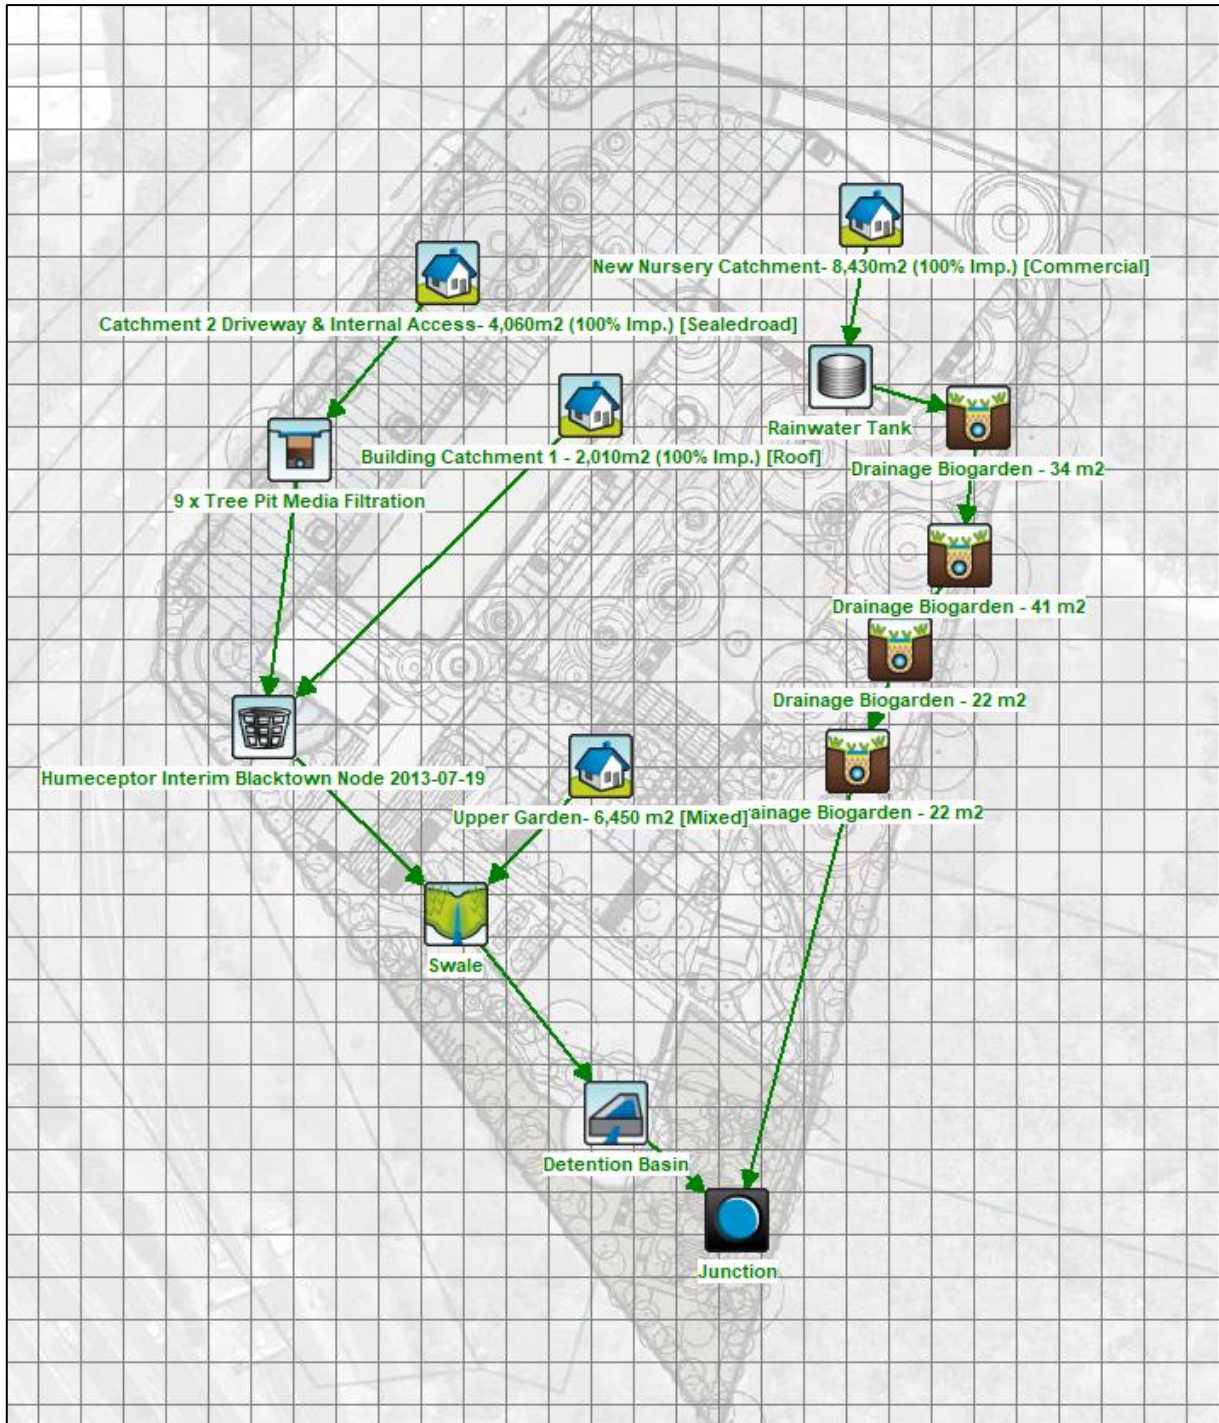 New Nursery Catchment- 8,430m2 (100% Imp.) [Commercial]
Catchment 2 Driveway & Internal Access- 4,060m2 (100% Imp.) [Sealedroad]
Rainwater Tank
Building Catchment 1 - 2,010m2 (100% Imp.) [Roof]
Drainage Biogarden - 34 m2
9 x Tree Pit Media Filtration
Drainage Biogarden - 41 m2
Drainage Biogarden - 22 m2
Humeceptor Interim Blacktown Node 2013-07-19
Upper Garden- 6,450 m2 [Mixed]
ainage Biogarden - 22 m2
Swale
Detention Basin
Junction